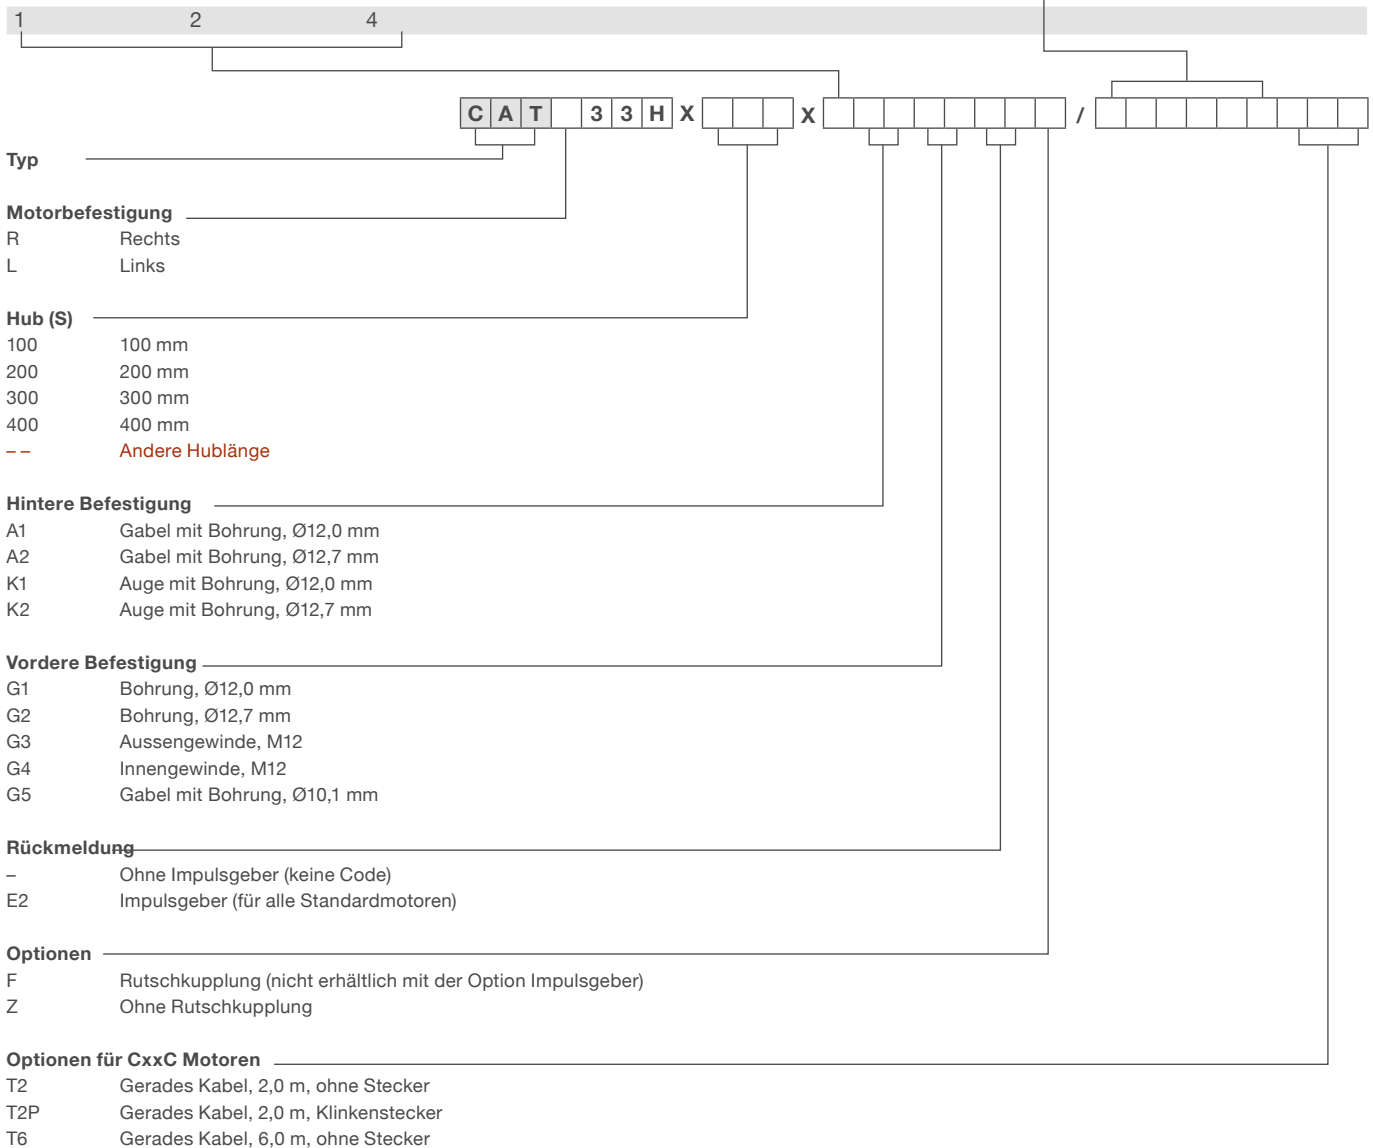 1 2 4
C A T 3 3 H X X /
Typ
Motorbefestigung
R Rechts
L Links
Hub (S)
100 100 mm
200 200 mm
300 300 mm
400 400 mm
– – Andere Hublänge
Hintere Befestigung
A1 Gabel mit Bohrung, Ø12,0 mm
A2 Gabel mit Bohrung, Ø12,7 mm
K1 Auge mit Bohrung, Ø12,0 mm
K2 Auge mit Bohrung, Ø12,7 mm
Vordere Befestigung
G1 Bohrung, Ø12,0 mm
G2 Bohrung, Ø12,7 mm
G3 Aussengewinde, M12
G4 Innengewinde, M12
G5 Gabel mit Bohrung, Ø10,1 mm
Rückmeldung
– Ohne Impulsgeber (keine Code)
E2 Impulsgeber (für alle Standardmotoren)
Optionen
F Rutschkupplung (nicht erhältlich mit der Option Impulsgeber)
Z Ohne Rutschkupplung
Optionen für CxxC Motoren
T2 Gerades Kabel, 2,0 m, ohne Stecker
T2P Gerades Kabel, 2,0 m, Klinkenstecker
T6 Gerades Kabel, 6,0 m, ohne Stecker